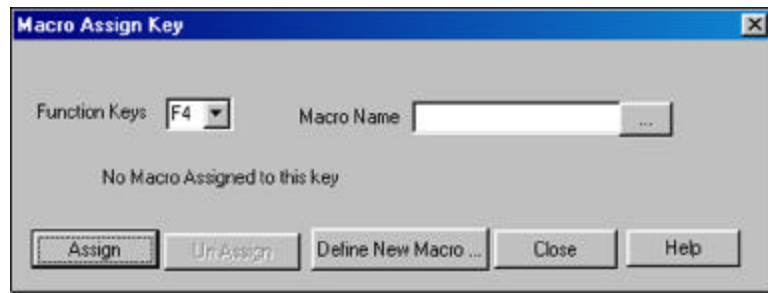 Macro Assign Key
Function Keys F4 Macro Name ...
No Macro Assigned to this key
Assign Un Assign Define New Macro ... Close Help